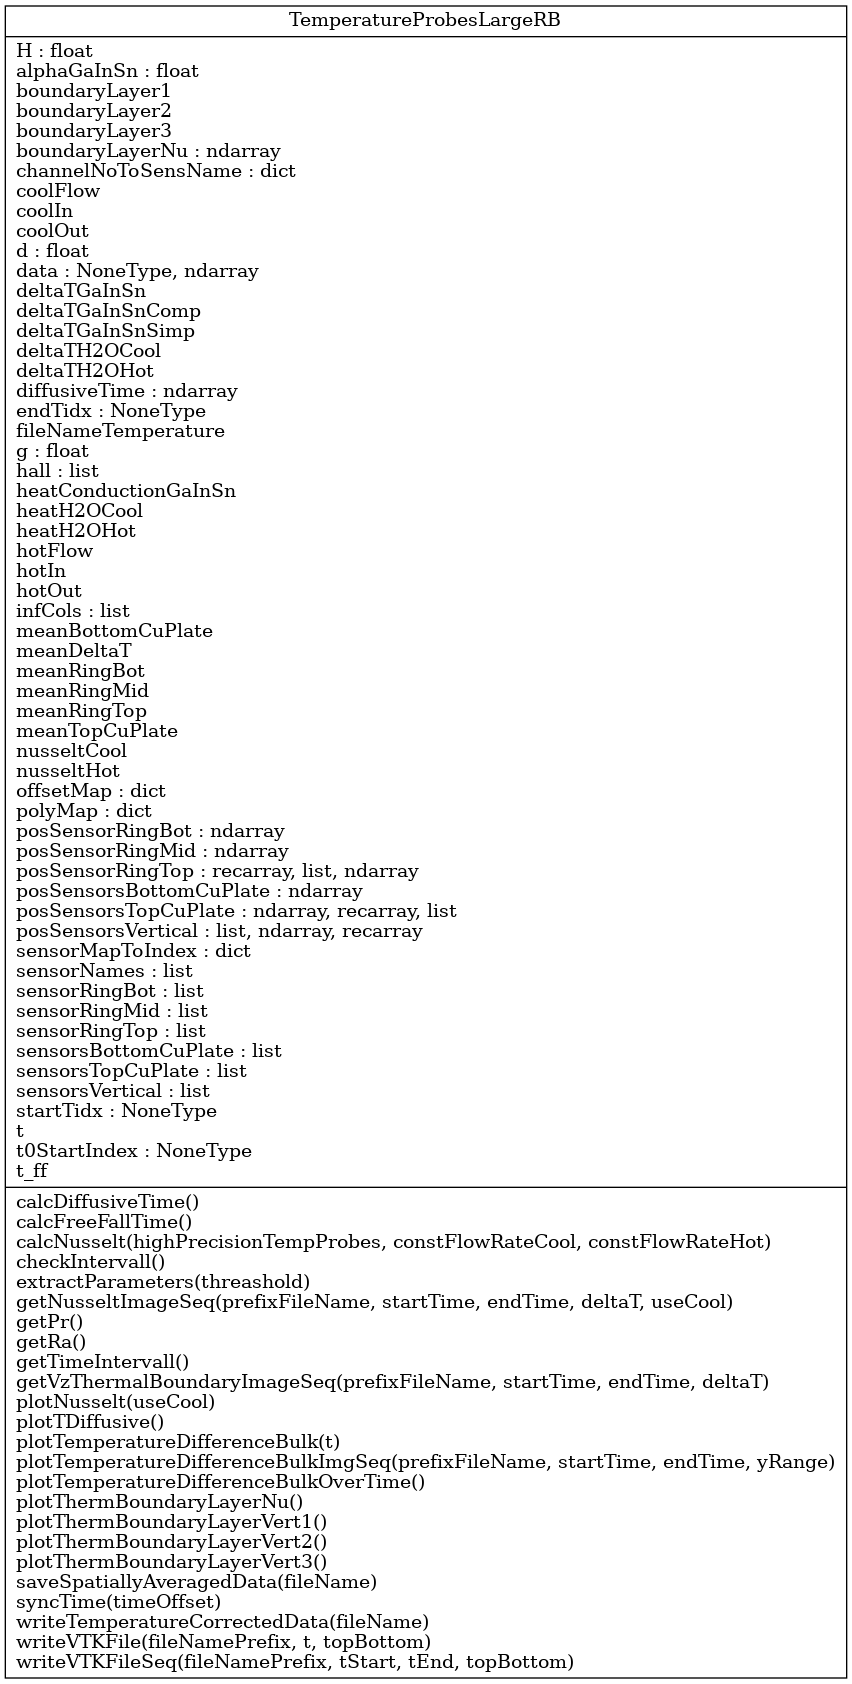 TemperatureProbesLargeRB
H : float
alphaGaInSn : float
boundaryLayer1
boundaryLayer2
boundaryLayer3
boundaryLayerNu : ndarray
channelNoToSensName : dict
coolFlow
coolIn
coolOut
d : float
data : NoneType, ndarray
deltaTGaInSn
deltaTGaInSnComp
deltaTGaInSnSimp
deltaTH2OCool
deltaTH2OHot
diffusiveTime : ndarray
endTidx : NoneType
fileNameTemperature
g : float
hall : list
heatConductionGaInSn
heatH2OCool
heatH2OHot
hotFlow
hotIn
hotOut
infCols : list
meanBottomCuPlate
meanDeltaT
meanRingBot
meanRingMid
meanRingTop
meanTopCuPlate
nusseltCool
nusseltHot
offsetMap : dict
polyMap : dict
posSensorRingBot : ndarray
posSensorRingMid : ndarray
posSensorRingTop : recarray, list, ndarray
posSensorsBottomCuPlate : ndarray
posSensorsTopCuPlate : ndarray, recarray, list
posSensorsVertical : list, ndarray, recarray
sensorMapToIndex : dict
sensorNames : list
sensorRingBot : list
sensorRingMid : list
sensorRingTop : list
sensorsBottomCuPlate : list
sensorsTopCuPlate : list
sensorsVertical : list
startTidx : NoneType
t
t0StartIndex : NoneType
t_ff
calcDiffusiveTime()
calcFreeFallTime()
calcNusselt(highPrecisionTempProbes, constFlowRateCool, constFlowRateHot)
checkIntervall()
extractParameters(threashold)
getNusseltImageSeq(prefixFileName, startTime, endTime, deltaT, useCool)
getPr()
getRa()
getTimeIntervall()
getVzThermalBoundaryImageSeq(prefixFileName, startTime, endTime, deltaT)
plotNusselt(useCool)
plotTDiffusive()
plotTemperatureDifferenceBulk(t)
plotTemperatureDifferenceBulkImgSeq(prefixFileName, startTime, endTime, yRange)
plotTemperatureDifferenceBulkOverTime()
plotThermBoundaryLayerNu()
plotThermBoundaryLayerVert1()
plotThermBoundaryLayerVert2()
plotThermBoundaryLayerVert3()
saveSpatiallyAveragedData(fileName)
syncTime(timeOffset)
writeTemperatureCorrectedData(fileName)
writeVTKFile(fileNamePrefix, t, topBottom)
writeVTKFileSeq(fileNamePrefix, tStart, tEnd, topBottom)